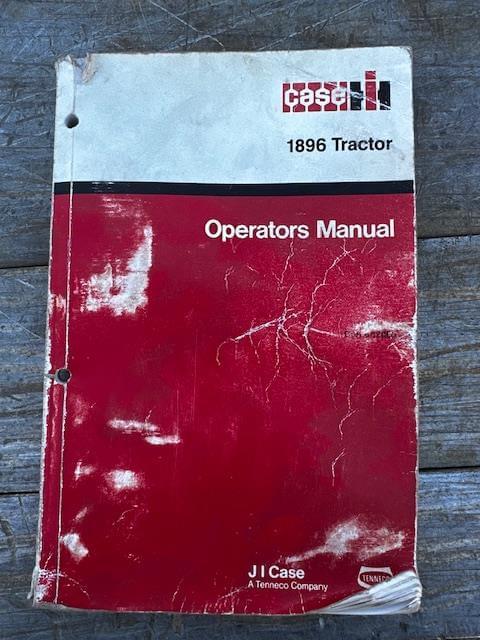 case IH
1896 Tractor
Operators Manual
J I Case
A Tenneco Company
TENNECO